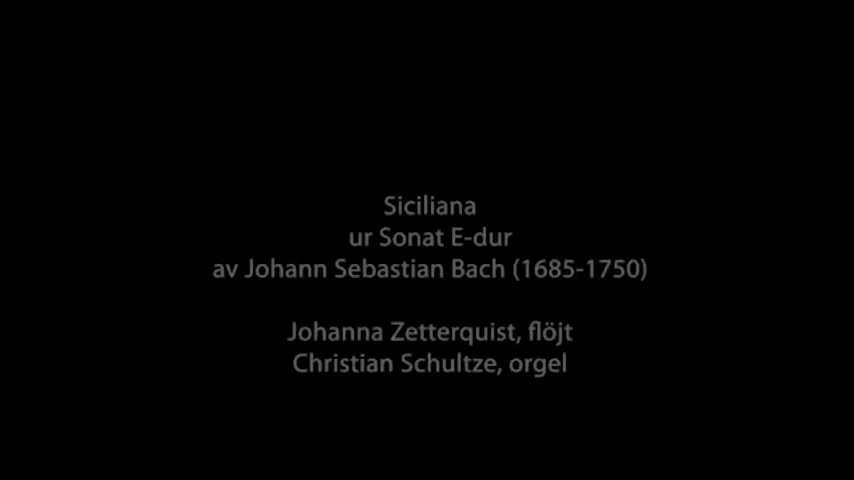 Siciliana
ur Sonat E-dur
av Johann Sebastian Bach (1685-1750)
Johanna Zetterquist, flöjt
Christian Schultze, orgel